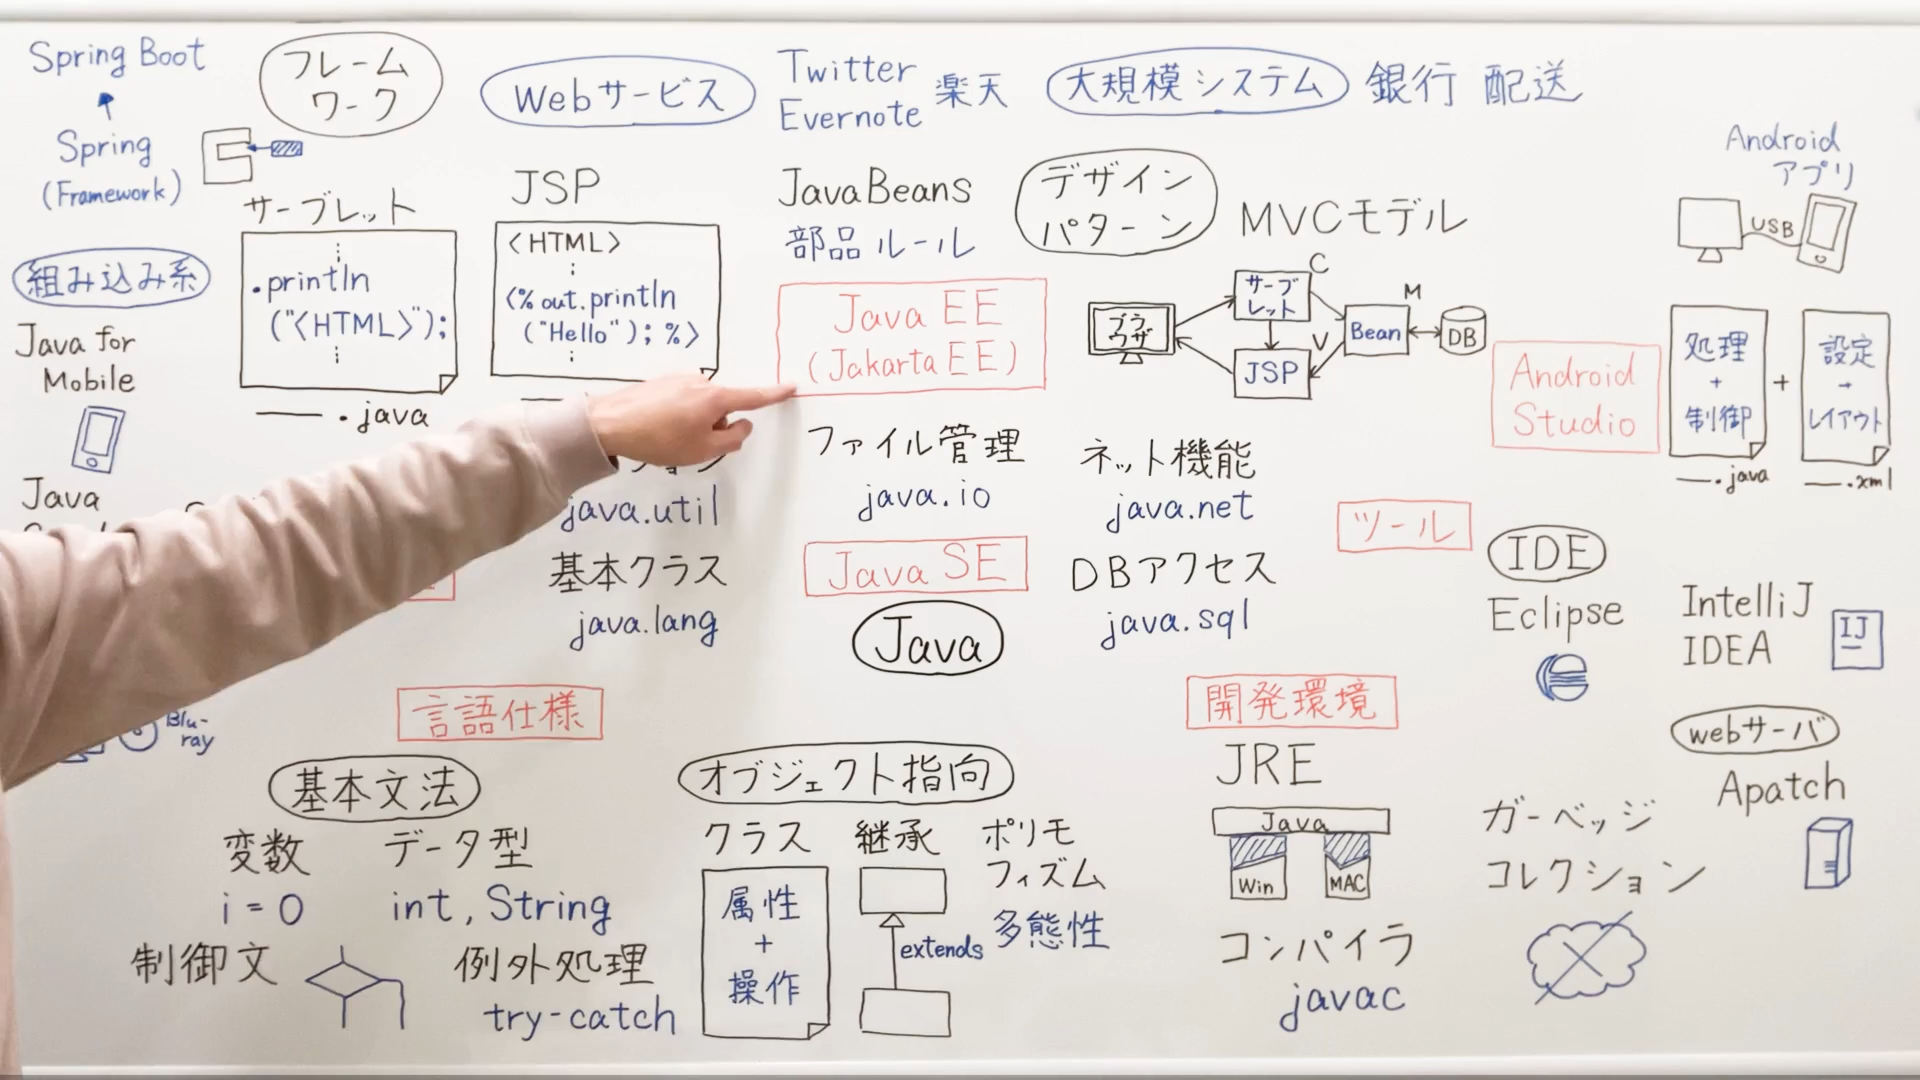 Spring Boot
Spring
(Framework)
フレーム
ワーク
Webサービス
Twitter
Evernote
楽天
大規模システム
銀行 配送
Android
アプリ
USB
組み込み系
Java for
Mobile
Java
サーブレット
.println
("<HTML>");
.java
JSP
<HTML>
<% out.println
("Hello"); %>
JavaBeans
部品ルール
Java EE
(Jakarta EE)
デザイン
パターン
MVCモデル
ブラ
ウザ
C
サーブ
レット
V
JSP
M
Bean
DB
Android
Studio
処理
+
制御
.java
+
設定
レイアウト
.xml
java.util
基本クラス
java.lang
ファイル管理
java.io
Java SE
Java
ネット機能
java.net
DBアクセス
java.sql
ツール
IDE
Eclipse
IntelliJ
IDEA
IJ
Blu-
ray
言語仕様
基本文法
変数
i = 0
データ型
int, String
制御文
例外処理
try-catch
オブジェクト指向
クラス
属性
+
操作
継承
extends
ポリモ
フィズム
多態性
開発環境
JRE
Java
Win
MAC
コンパイラ
javac
ガーベッジ
コレクション
webサーバ
Apatch